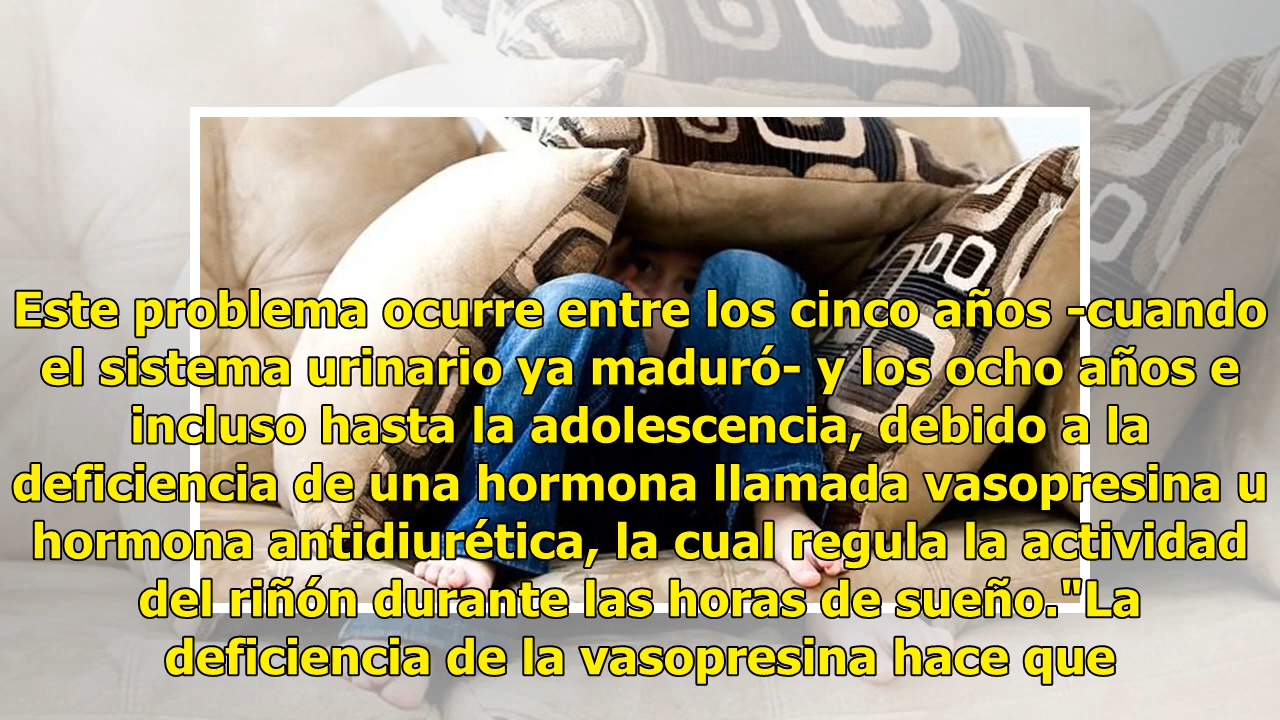 Este problema ocurre entre los cinco años -cuando
el sistema urinario ya maduró- y los ocho años e
incluso hasta la adolescencia, debido a la
deficiencia de una hormona llamada vasopresina u
hormona antidiurética, la cual regula la actividad
del riñón durante las horas de sueño."La
deficiencia de la vasopresina hace que